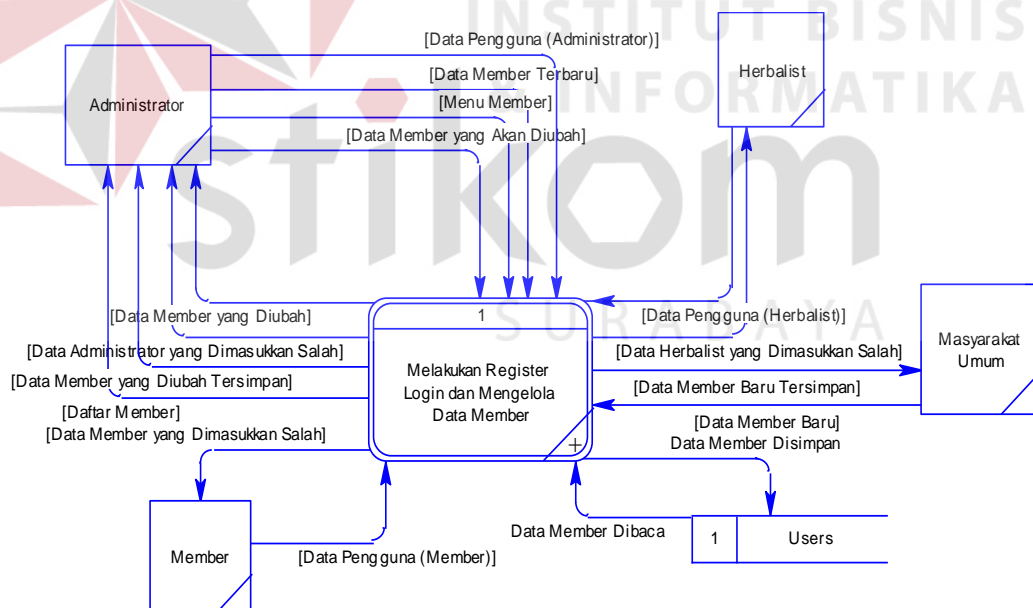 INSTITUT BISNIS
INFORMATIKA
stikom
SURABAYA
[Data Pengguna (Administrator)]
[Data Member Terbaru]
[Menu Member]
[Data Member yang Akan Diubah]
Administrator
Herbalist
[Data Member yang Diubah]
[Data Administrator yang Dimasukkan Salah]
[Data Member yang Diubah Tersimpan]
[Daftar Member]
[Data Member yang Dimasukkan Salah]
1
Melakukan Register
Login dan Mengelola
Data Member
+
[Data Pengguna (Herbalist)]
[Data Herbalist yang Dimasukkan Salah]
[Data Member Baru Tersimpan]
[Data Member Baru]
Data Member Disimpan
Masyarakat
Umum
Member
[Data Pengguna (Member)]
Data Member Dibaca
1
Users